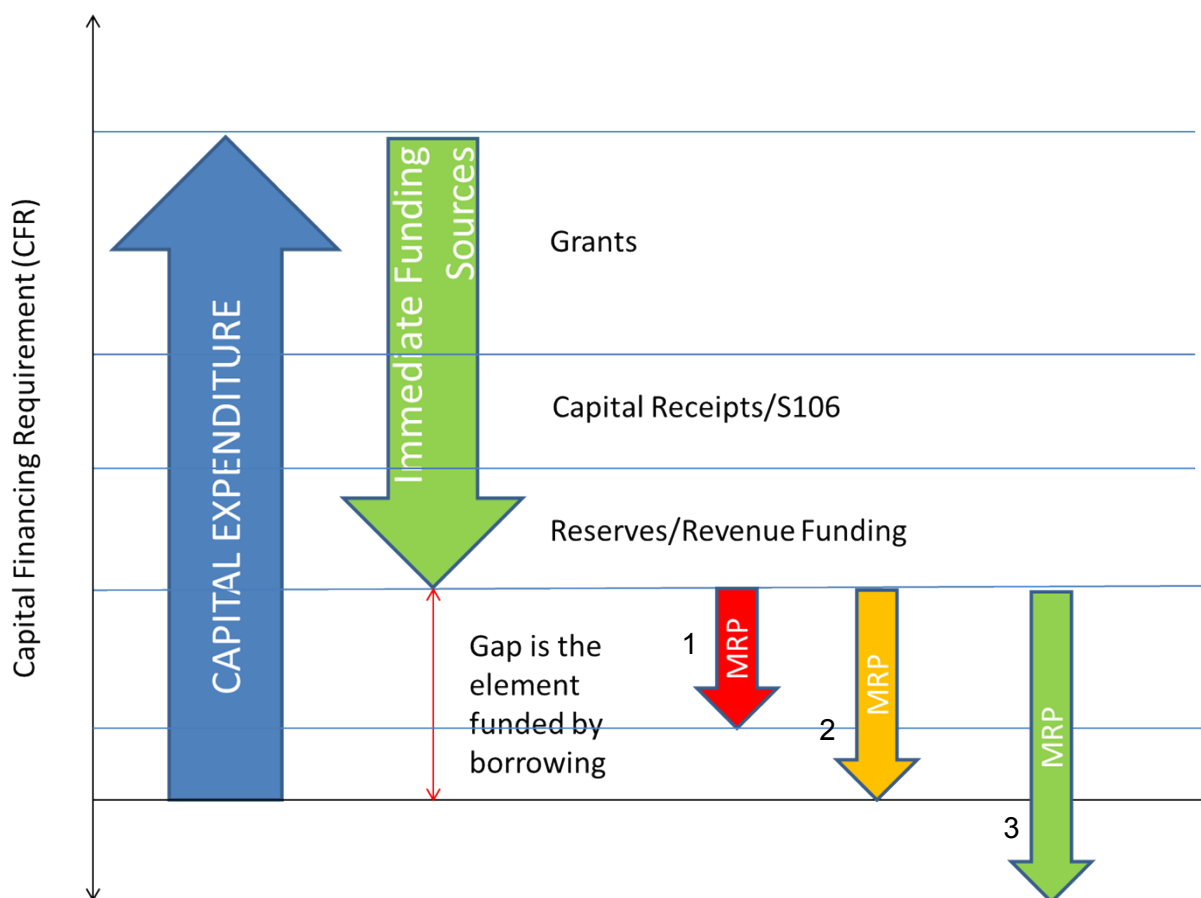 Capital Financing Requirement (CFR)
CAPITAL EXPENDITURE
Immediate Funding
Sources
Grants
Capital Receipts/S106
Reserves/Revenue Funding
Gap is the
element
funded by
borrowing
1
MRP
2
MRP
3
MRP